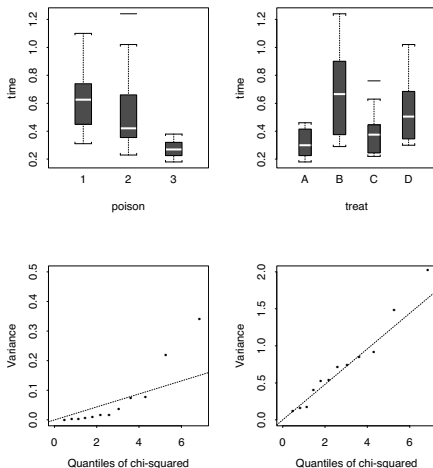 time
1.2
1.0
0.8
0.6
0.4
0.2
1 2 3
poison
time
1.2
1.0
0.8
0.6
0.4
0.2
A B C D
treat
Variance
0.5
0.4
0.3
0.2
0.1
0.0
0 2 4 6
Quantiles of chi-squared
Variance
2.0
1.5
1.0
0.5
0.0
0 2 4 6
Quantiles of chi-squared